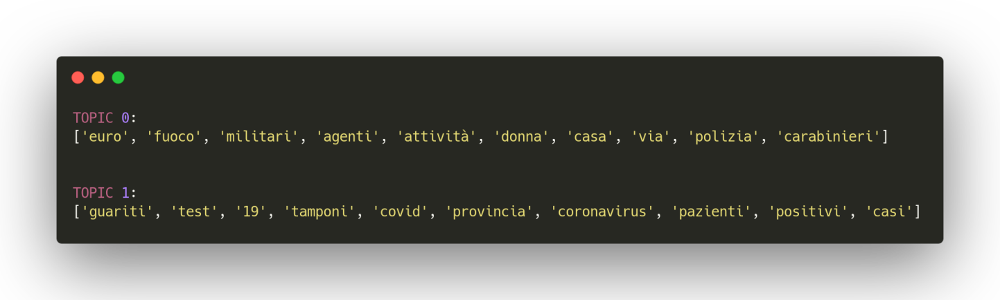 TOPIC 0:
['euro', 'fuoco', 'militari', 'agenti', 'attività', 'donna', 'casa', 'via', 'polizia', 'carabinieri']
TOPIC 1:
['guariti', 'test', '19', 'tamponi', 'covid', 'provincia', 'coronavirus', 'pazienti', 'positivi', 'casi']